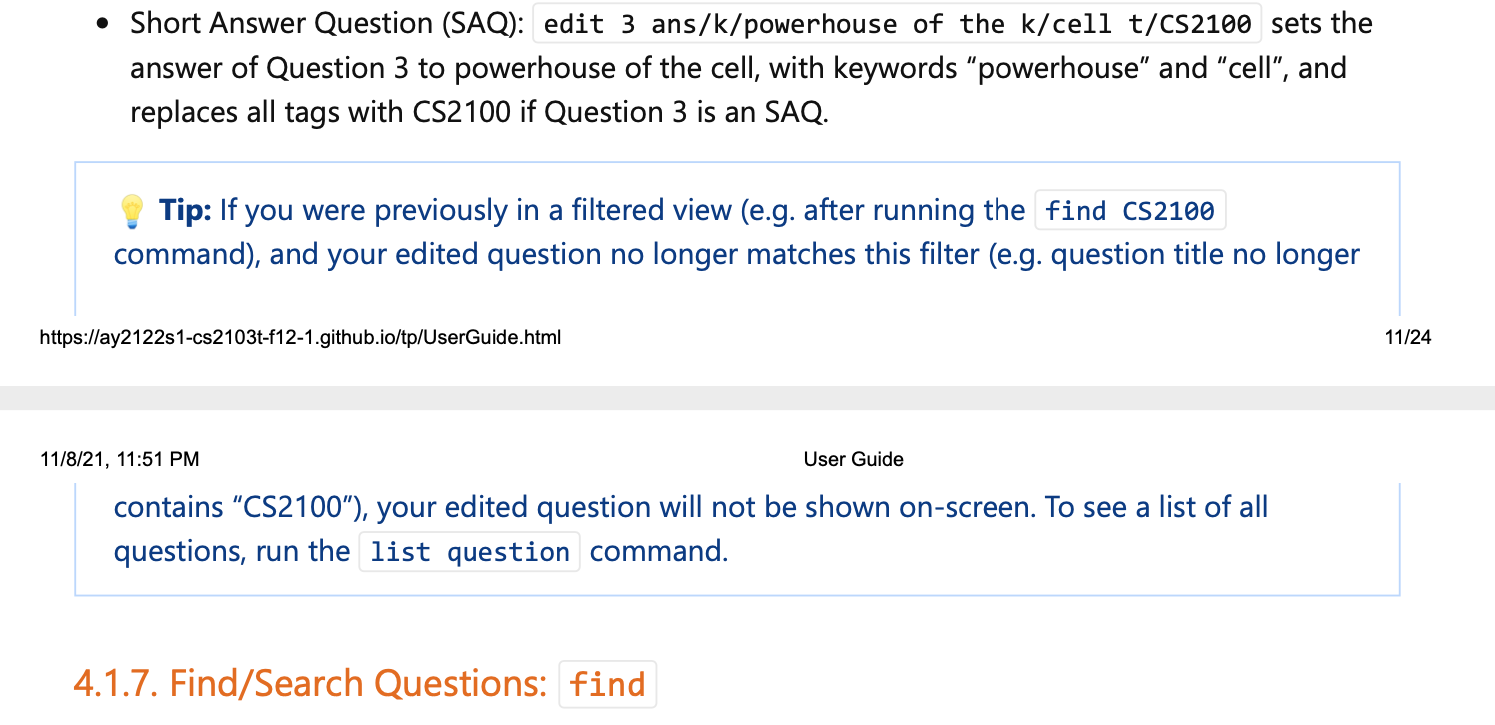 • Short Answer Question (SAQ): edit 3 ans/k/powerhouse of the k/cell t/CS2100 sets the
answer of Question 3 to powerhouse of the cell, with keywords “powerhouse” and “cell”, and
replaces all tags with CS2100 if Question 3 is an SAQ.
💡 Tip: If you were previously in a filtered view (e.g. after running the find CS2100
command), and your edited question no longer matches this filter (e.g. question title no longer
https://ay2122s1-cs2103t-f12-1.github.io/tp/UserGuide.html 11/24
11/8/21, 11:51 PM User Guide
contains “CS2100”), your edited question will not be shown on-screen. To see a list of all
questions, run the list question command.
4.1.7. Find/Search Questions: find